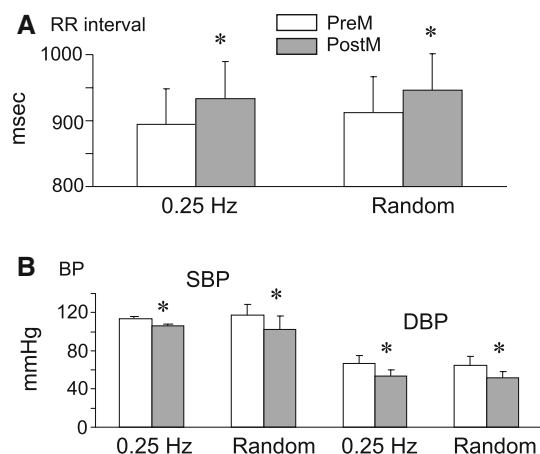 A RR interval
PreM
PostM
1000
900
800
msec
* *
0.25 Hz Random
B BP
SBP
DBP
120
80
40
0
mmHg
* * * *
0.25 Hz Random 0.25 Hz Random